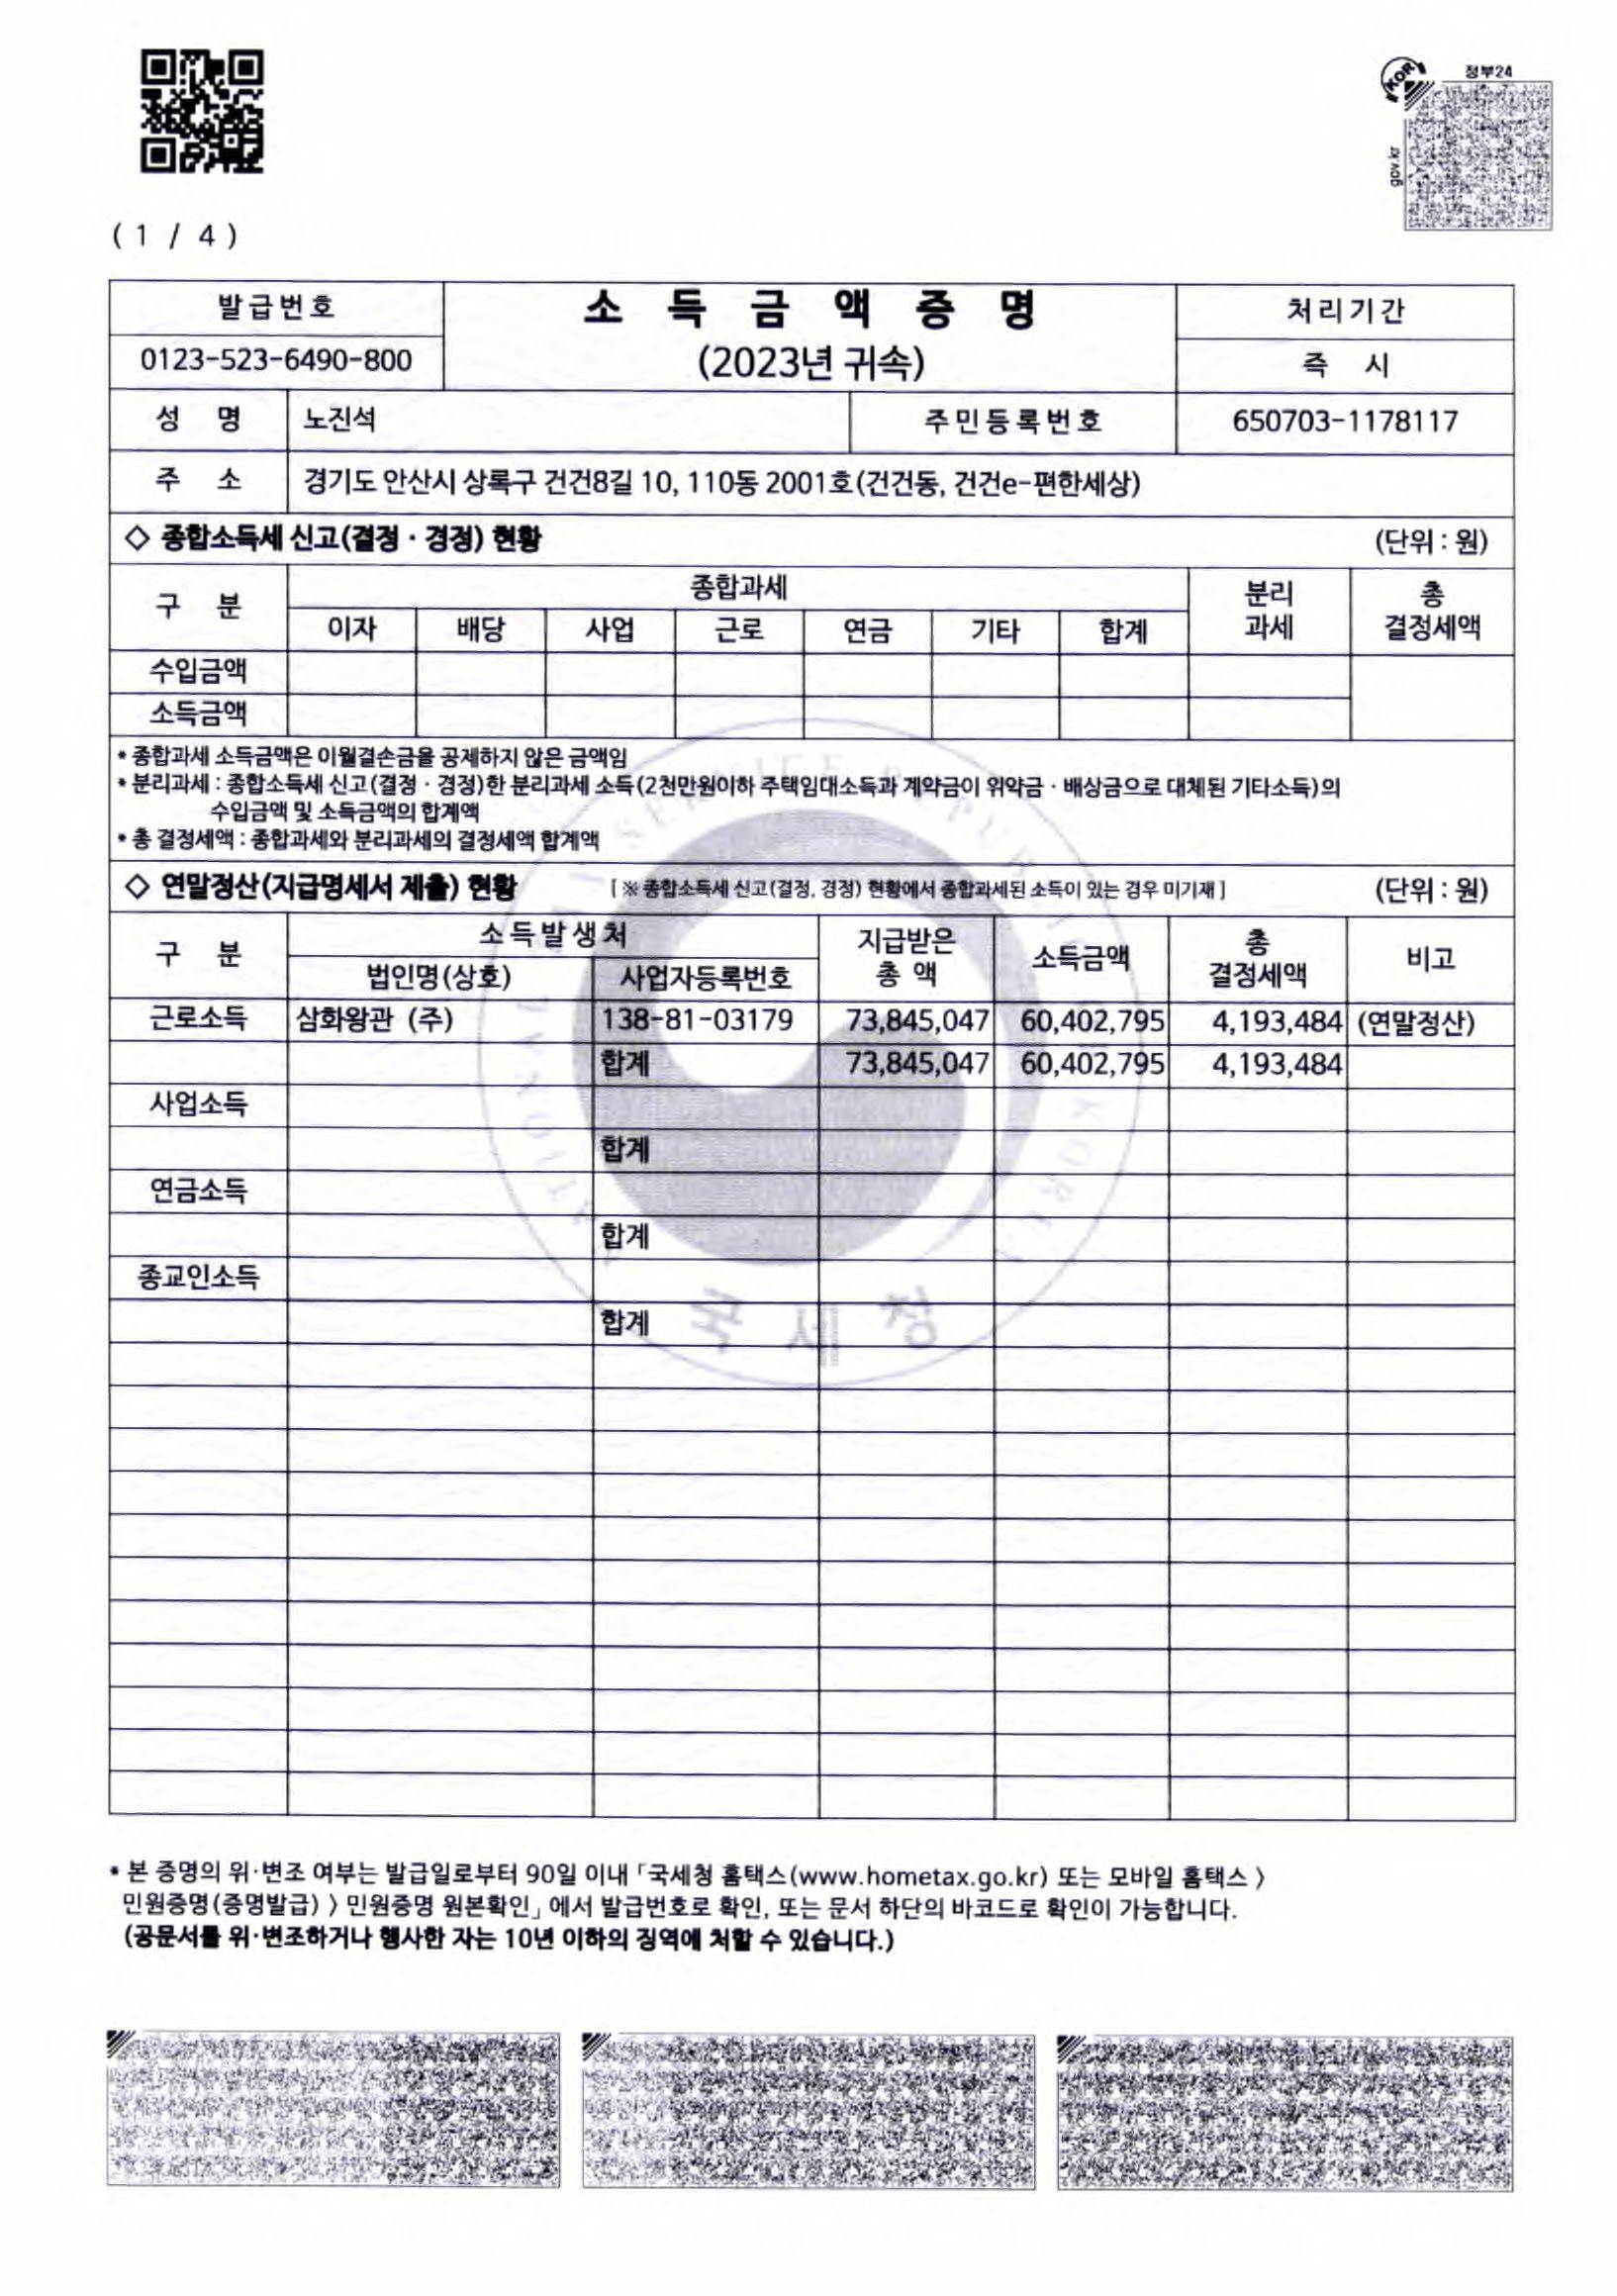 정부24
gov.kr
KOR
( 1 / 4 )
발급번호
소 득 금 액 증 명
처리기간
0123-523-6490-800
(2023년 귀속)
즉 시
성 명 노진석 주민등록번호 650703-1178117
주 소 경기도 안산시 상록구 건건8길 10, 110동 2001호(건건동, 건건e-편한세상)
◇ 종합소득세 신고(결정 · 경정) 현황 (단위 : 원)
구 분 종합과세 분리 과세 총 결정세액
이자 배당 사업 근로 연금 기타 합계
수입금액
소득금액
* 종합과세 소득금액은 이월결손금을 공제하지 않은 금액임
* 분리과세 : 종합소득세 신고(결정 · 경정)한 분리과세 소득(2천만원이하 주택임대소득과 계약금이 위약금 · 배상금으로 대체된 기타소득)의
수입금액 및 소득금액의 합계액
* 총 결정세액 : 종합과세와 분리과세의 결정세액 합계액
◇ 연말정산(지급명세서 제출) 현황 [ ※ 종합소득세 신고(결정, 경정) 현황에서 종합과세된 소득이 있는 경우 미기재 ] (단위 : 원)
구 분 소득발생처 지급받은 총 액 소득금액 총 결정세액 비고
법인명(상호) 사업자등록번호
근로소득 삼화왕관 (주) 138-81-03179 73,845,047 60,402,795 4,193,484 (연말정산)
합계 73,845,047 60,402,795 4,193,484
사업소득
합계
연금소득
합계
종교인소득
합계
국세청
* 본 증명의 위·변조 여부는 발급일로부터 90일 이내 「국세청 홈택스(www.hometax.go.kr) 또는 모바일 홈택스 〉
민원증명(증명발급) 〉 민원증명 원본확인」에서 발급번호로 확인, 또는 문서 하단의 바코드로 확인이 가능합니다.
(공문서를 위·변조하거나 행사한 자는 10년 이하의 징역에 처할 수 있습니다.)